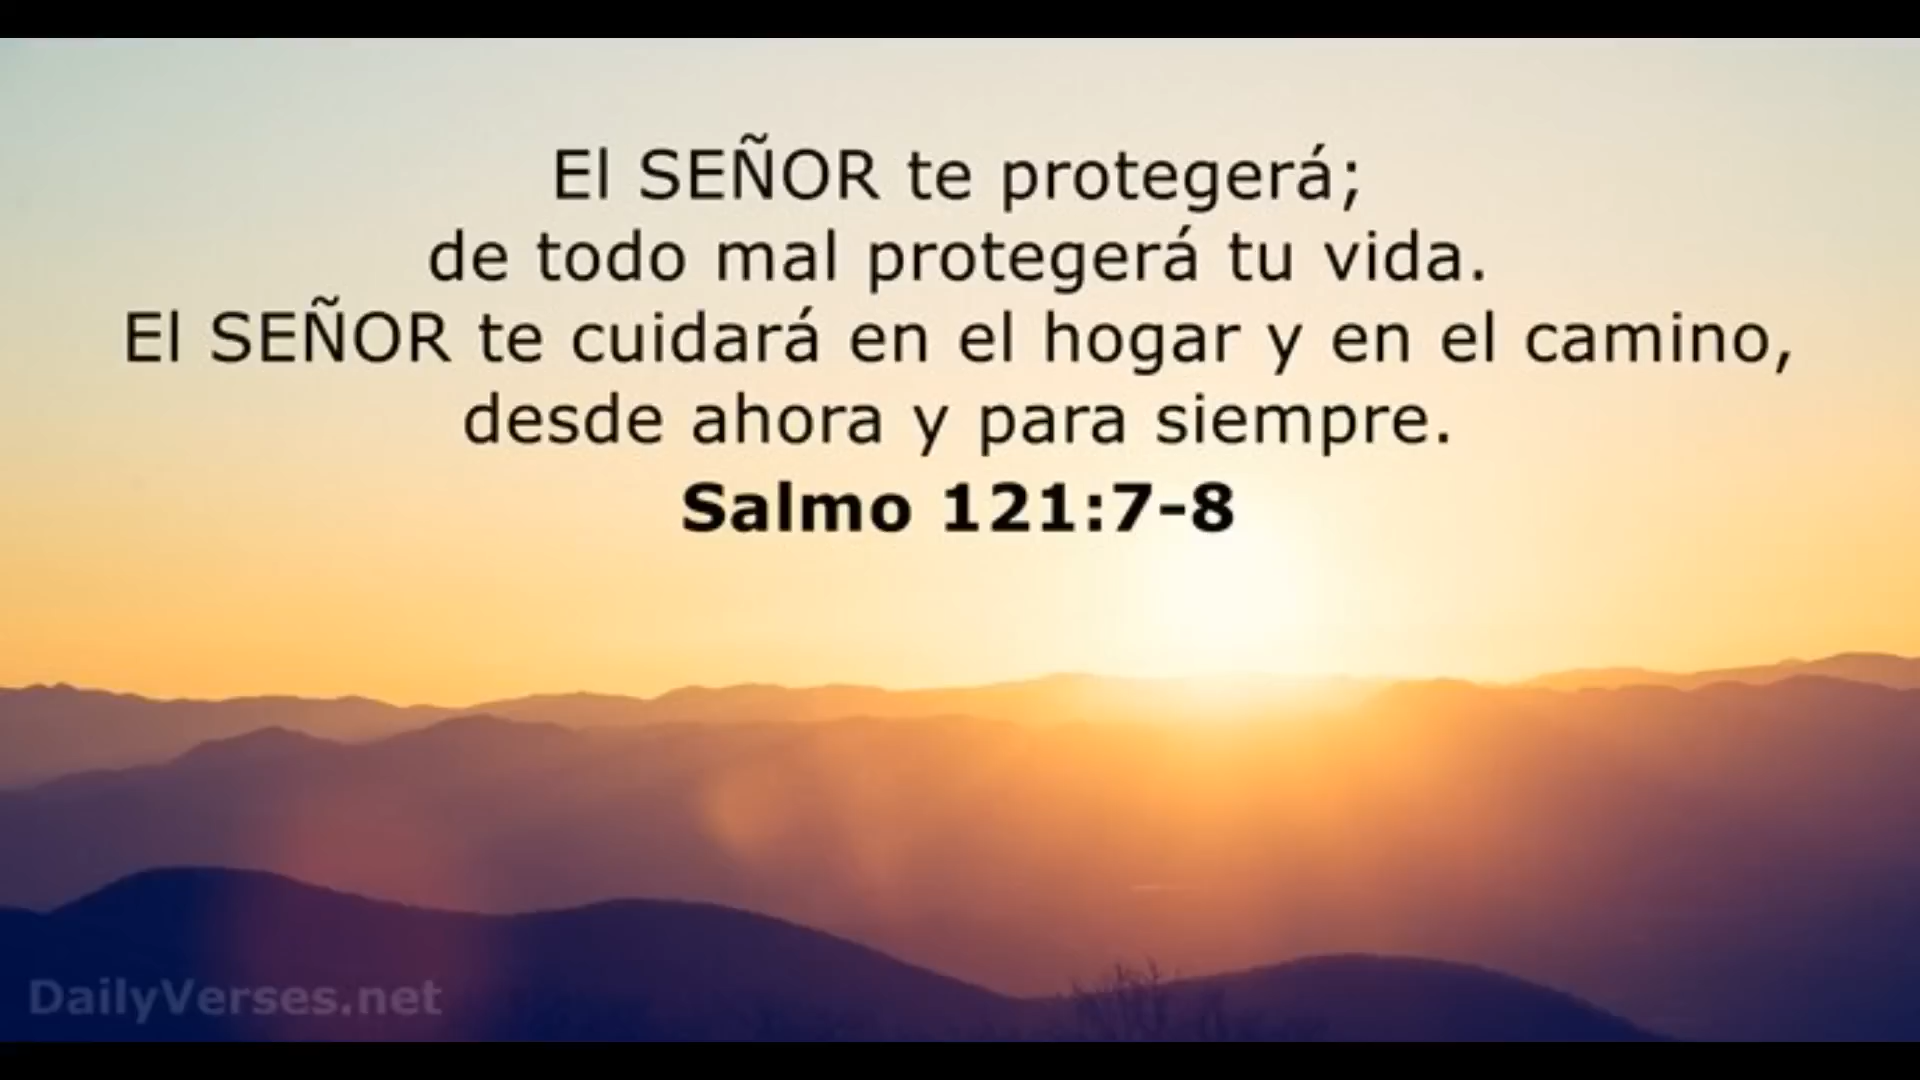 El SEÑOR te protegerá;
de todo mal protegerá tu vida.
El SEÑOR te cuidará en el hogar y en el camino,
desde ahora y para siempre.
Salmo 121:7-8
DailyVerses.net